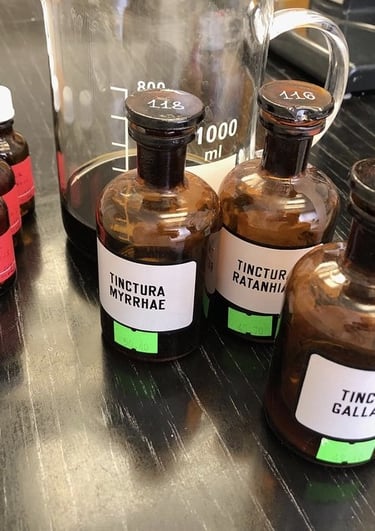 800
1000
ml
118
116
TINCTURA
MYRRHAE
TINCTUR
RATANHIA
TINC
GALLA